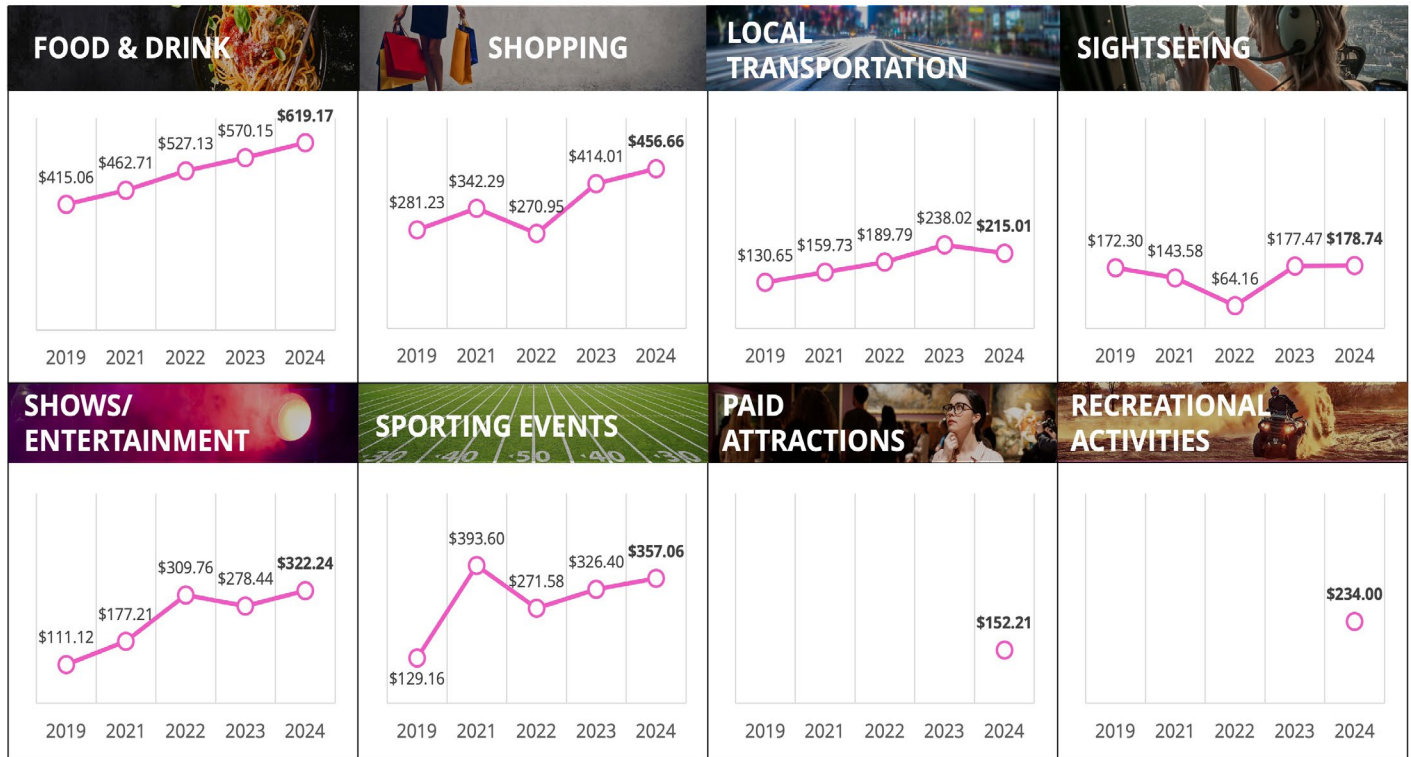 FOOD & DRINK
$415.06
$462.71
$527.13
$570.15
$619.17
2019 2021 2022 2023 2024
SHOPPING
$281.23
$342.29
$270.95
$414.01
$456.66
2019 2021 2022 2023 2024
LOCAL
TRANSPORTATION
$130.65
$159.73
$189.79
$238.02
$215.01
2019 2021 2022 2023 2024
SIGHTSEEING
$172.30
$143.58
$64.16
$177.47
$178.74
2019 2021 2022 2023 2024
SHOWS/
ENTERTAINMENT
$111.12
$177.21
$309.76
$278.44
$322.24
2019 2021 2022 2023 2024
SPORTING EVENTS
30 40 50 40 30
$129.16
$393.60
$271.58
$326.40
$357.06
2019 2021 2022 2023 2024
PAID
ATTRACTIONS
$152.21
2019 2021 2022 2023 2024
RECREATIONAL
ACTIVITIES
$234.00
2019 2021 2022 2023 2024